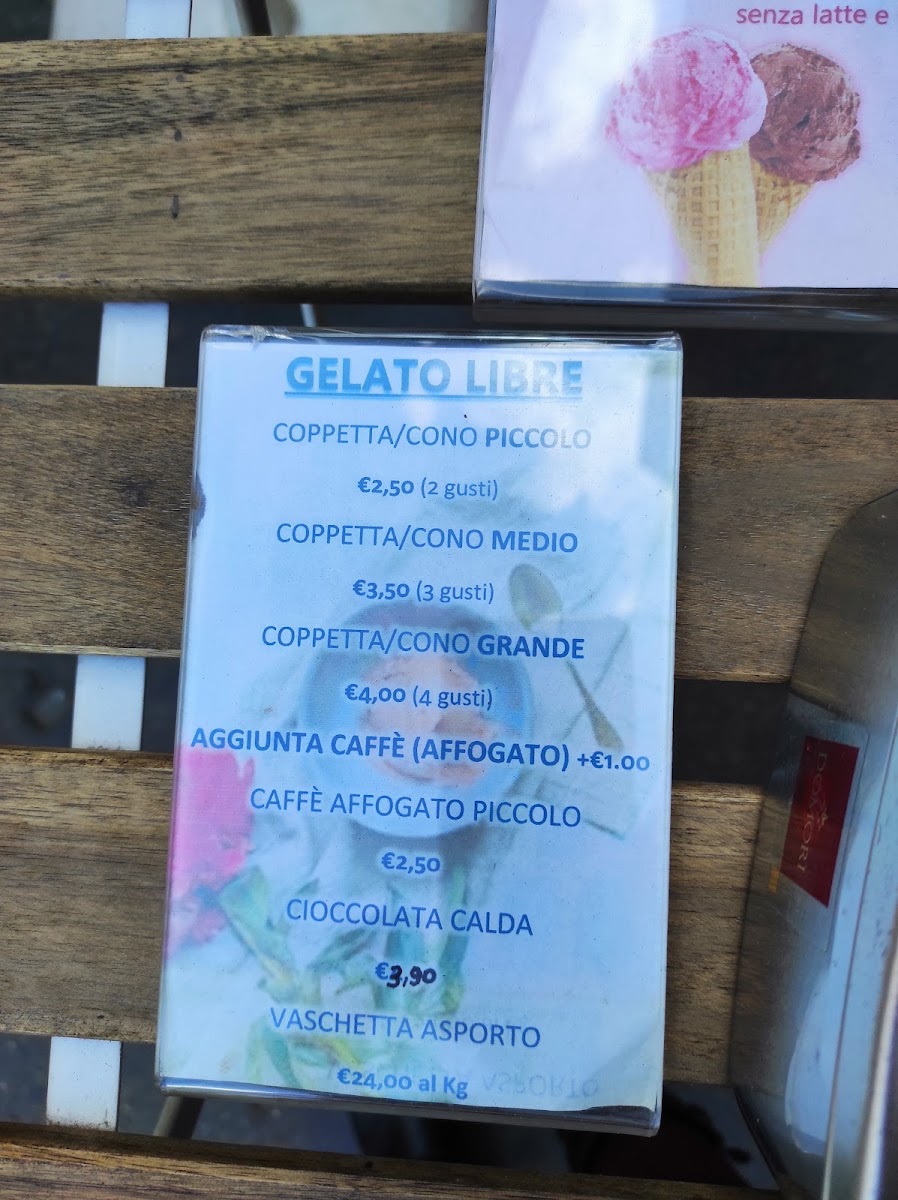 senza latte e
GELATO LIBRE
COPPETTA/CONO PICCOLO
€2,50 (2 gusti)
COPPETTA/CONO MEDIO
€3,50 (3 gusti)
COPPETTA/CONO GRANDE
€4,00 (4 gusti)
AGGIUNTA CAFFÈ (AFFOGATO) +€1.00
CAFFÈ AFFOGATO PICCOLO
€2,50
CIOCCOLATA CALDA
€3,90
VASCHETTA ASPORTO
€24,00 al Kg
DOMORI